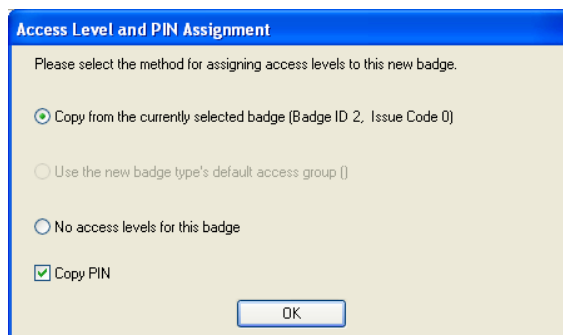 Access Level and PIN Assignment
Please select the method for assigning access levels to this new badge.
Copy from the currently selected badge (Badge ID 2, Issue Code 0)
Use the new badge type's default access group ()
No access levels for this badge
Copy PIN
OK